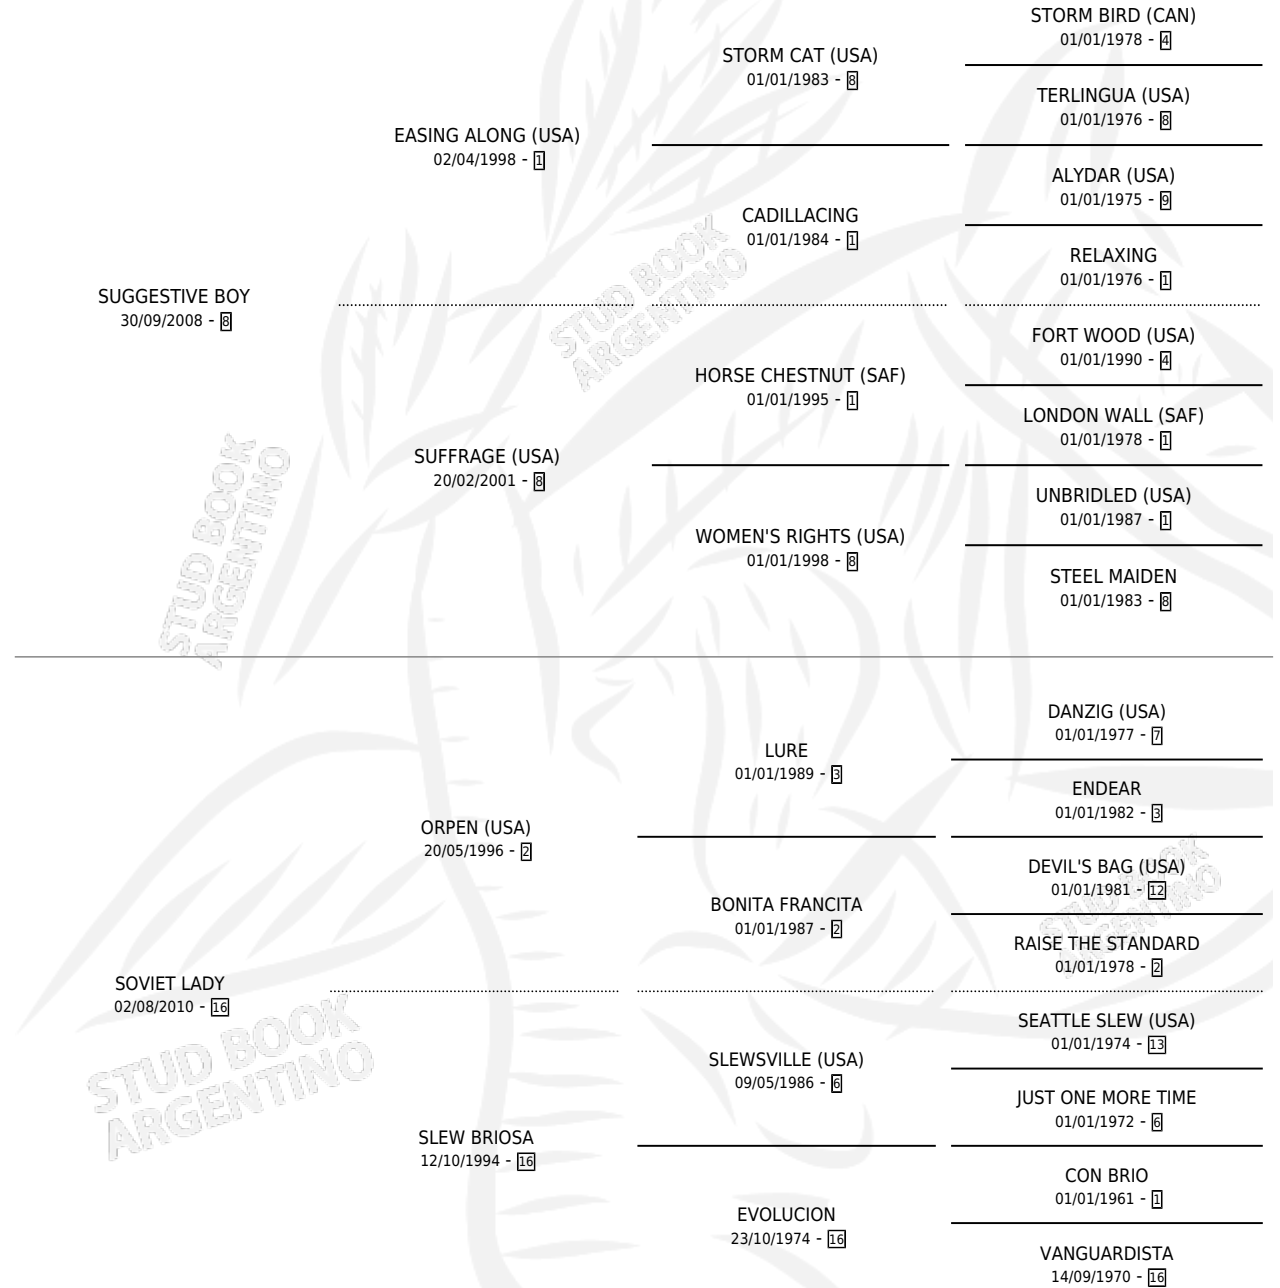 STORM BIRD (CAN)
01/01/1978 - 4
STORM CAT (USA)
01/01/1983 - 8
TERLINGUA (USA)
01/01/1976 - 8
EASING ALONG (USA)
02/04/1998 - 1
ALYDAR (USA)
01/01/1975 - 9
CADILLACING
01/01/1984 - 1
RELAXING
01/01/1976 - 1
STUD BOOK
ARGENTINO
SUGGESTIVE BOY
30/09/2008 - 8
FORT WOOD (USA)
01/01/1990 - 4
HORSE CHESTNUT (SAF)
01/01/1995 - 1
LONDON WALL (SAF)
01/01/1978 - 1
SUFFRAGE (USA)
20/02/2001 - 8
UNBRIDLED (USA)
01/01/1987 - 1
WOMEN'S RIGHTS (USA)
01/01/1998 - 8
STEEL MAIDEN
01/01/1983 - 8
STUD BOOK
ARGENTINO
DANZIG (USA)
01/01/1977 - 7
LURE
01/01/1989 - 3
ENDEAR
01/01/1982 - 3
ORPEN (USA)
20/05/1996 - 2
DEVIL'S BAG (USA)
01/01/1981 - 12
BONITA FRANCITA
01/01/1987 - 2
RAISE THE STANDARD
01/01/1978 - 2
STUD BOOK
ARGENTINO
SOVIET LADY
02/08/2010 - 16
SEATTLE SLEW (USA)
01/01/1974 - 13
SLEWSVILLE (USA)
09/05/1986 - 6
JUST ONE MORE TIME
01/01/1972 - 6
STUD BOOK
ARGENTINO
SLEW BRIOSA
12/10/1994 - 16
CON BRIO
01/01/1961 - 1
EVOLUCION
23/10/1974 - 16
VANGUARDISTA
14/09/1970 - 16